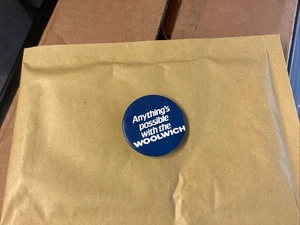 Anything's
possible
with the
WOOLWICH